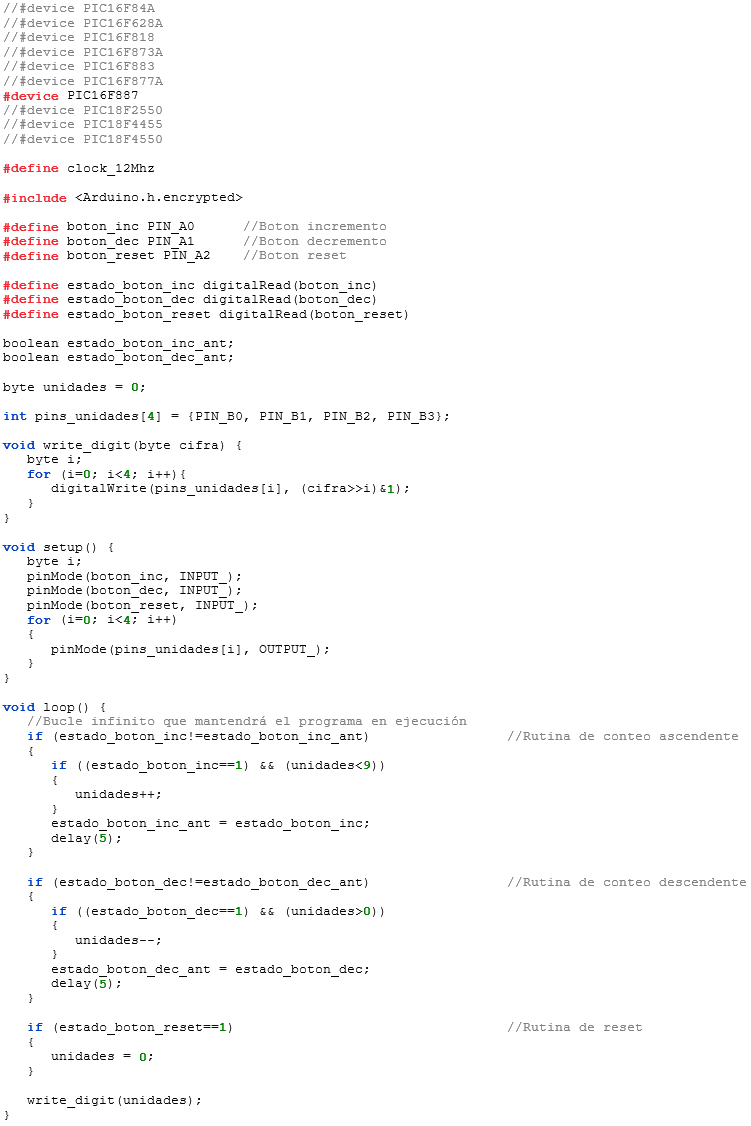 //#device PIC16F84A
//#device PIC16F628A
//#device PIC16F818
//#device PIC16F873A
//#device PIC16F883
//#device PIC16F877A
#device PIC16F887
//#device PIC18F2550
//#device PIC18F4455
//#device PIC18F4550

#define clock_12Mhz

#include <Arduino.h.encrypted>

#define boton_inc PIN_A0      //Boton incremento
#define boton_dec PIN_A1      //Boton decremento
#define boton_reset PIN_A2    //Boton reset

#define estado_boton_inc digitalRead(boton_inc)
#define estado_boton_dec digitalRead(boton_dec)
#define estado_boton_reset digitalRead(boton_reset)

boolean estado_boton_inc_ant;
boolean estado_boton_dec_ant;

byte unidades = 0;

int pins_unidades[4] = {PIN_B0, PIN_B1, PIN_B2, PIN_B3};

void write_digit(byte cifra) {
   byte i;
   for (i=0; i<4; i++){
      digitalWrite(pins_unidades[i], (cifra>>i)&1);
   }
}

void setup() {
   byte i;
   pinMode(boton_inc, INPUT_);
   pinMode(boton_dec, INPUT_);
   pinMode(boton_reset, INPUT_);
   for (i=0; i<4; i++)
   {
      pinMode(pins_unidades[i], OUTPUT_);
   }
}

void loop() {
   //Bucle infinito que mantendrá el programa en ejecución
   if (estado_boton_inc!=estado_boton_inc_ant)                 //Rutina de conteo ascendente
   {
      if ((estado_boton_inc==1) && (unidades<9))
      {
         unidades++;
      }
      estado_boton_inc_ant = estado_boton_inc;
      delay(5);
   }

   if (estado_boton_dec!=estado_boton_dec_ant)                 //Rutina de conteo descendente
   {
      if ((estado_boton_dec==1) && (unidades>0))
      {
         unidades--;
      }
      estado_boton_dec_ant = estado_boton_dec;
      delay(5);
   }

   if (estado_boton_reset==1)                                  //Rutina de reset
   {
      unidades = 0;
   }

   write_digit(unidades);
}